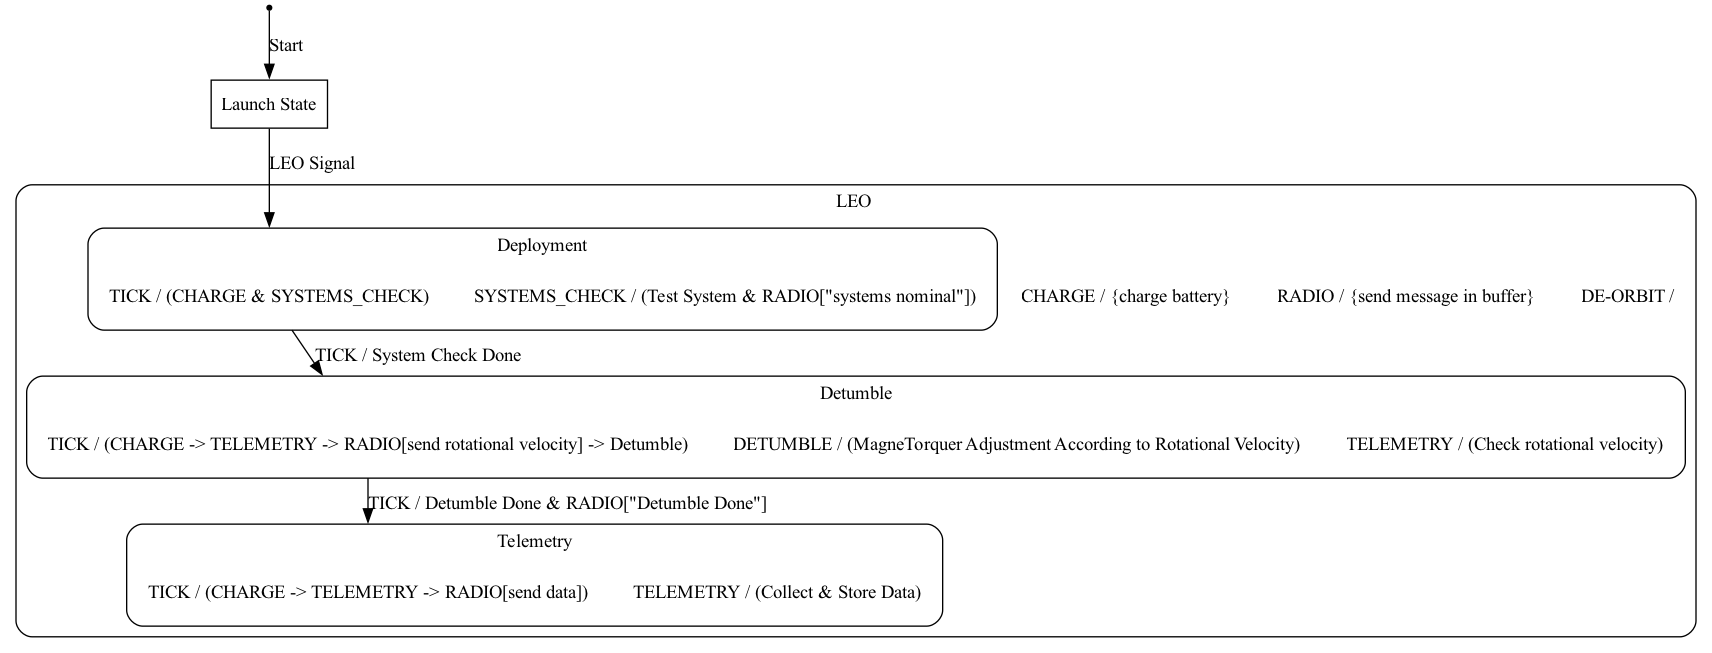 Start
Launch State
LEO Signal
LEO
Deployment
TICK / (CHARGE & SYSTEMS_CHECK)
SYSTEMS_CHECK / (Test System & RADIO["systems nominal"])
CHARGE / {charge battery}
RADIO / {send message in buffer}
DE-ORBIT /
TICK / System Check Done
Detumble
TICK / (CHARGE -> TELEMETRY -> RADIO[send rotational velocity] -> Detumble)
DETUMBLE / (MagneTorquer Adjustment According to Rotational Velocity)
TELEMETRY / (Check rotational velocity)
TICK / Detumble Done & RADIO["Detumble Done"]
Telemetry
TICK / (CHARGE -> TELEMETRY -> RADIO[send data])
TELEMETRY / (Collect & Store Data)